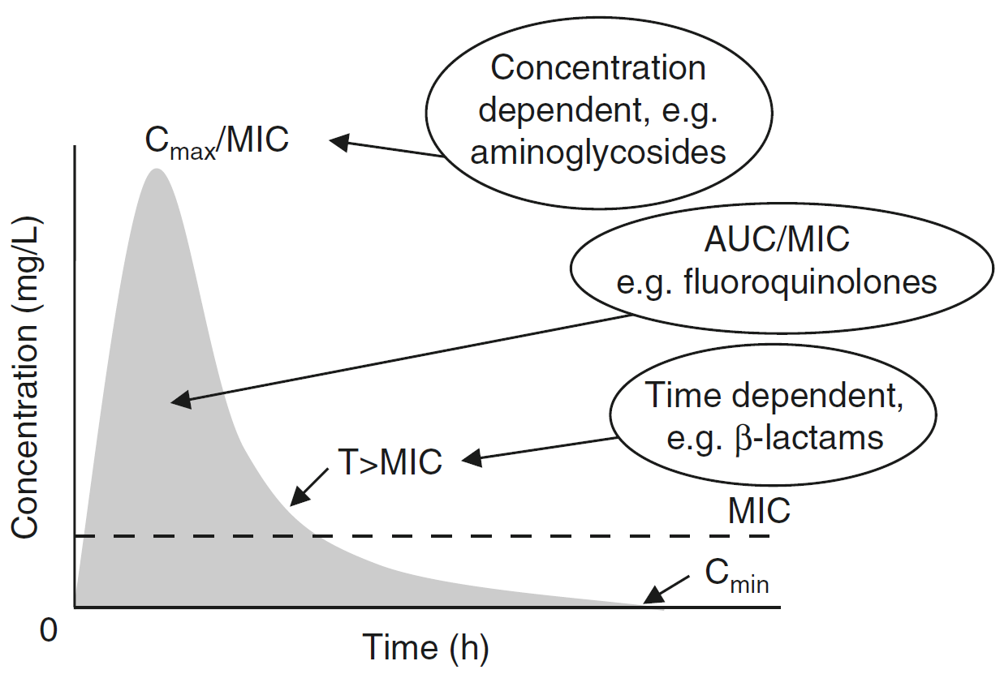 Concentration
dependent, e.g.
aminoglycosides
Cmax/MIC
AUC/MIC
e.g. fluoroquinolones
Time dependent,
e.g. β-lactams
T>MIC
MIC
Cmin
Concentration (mg/L)
0
Time (h)